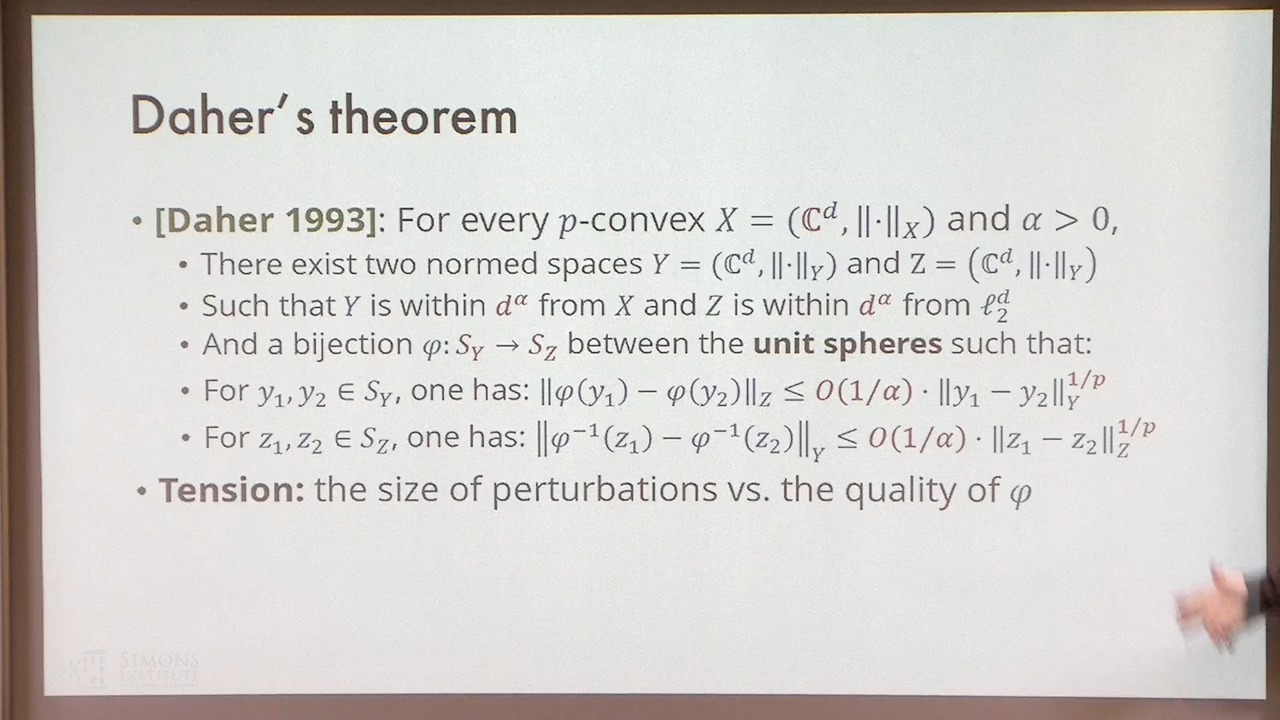 Daher's theorem
• [Daher 1993]: For every p-convex X = (ℂᵈ, ‖·‖_X) and α > 0,
• There exist two normed spaces Y = (ℂᵈ, ‖·‖_Y) and Z = (ℂᵈ, ‖·‖_Y)
• Such that Y is within d^α from X and Z is within d^α from ℓ₂ᵈ
• And a bijection φ: S_Y → S_Z between the unit spheres such that:
• For y₁, y₂ ∈ S_Y, one has: ‖φ(y₁) − φ(y₂)‖_Z ≤ O(1/α) · ‖y₁ − y₂‖_Y^{1/p}
• For z₁, z₂ ∈ S_Z, one has: ‖φ⁻¹(z₁) − φ⁻¹(z₂)‖_Y ≤ O(1/α) · ‖z₁ − z₂‖_Z^{1/p}
• Tension: the size of perturbations vs. the quality of φ
SIMONS
INSTITUTE